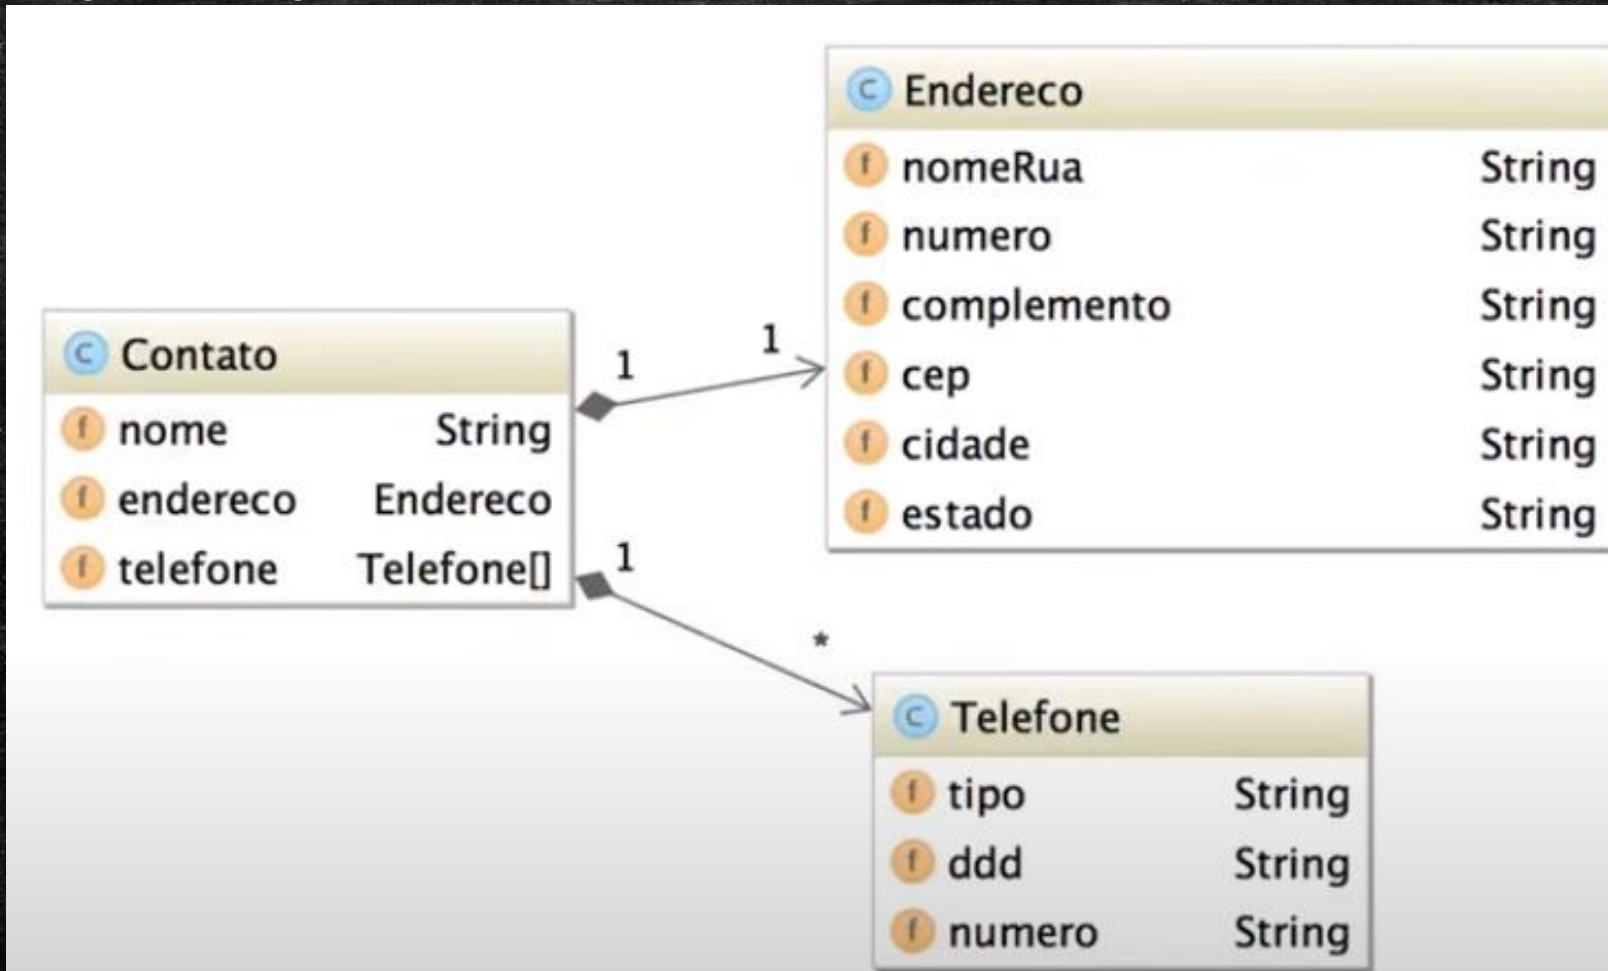 C Endereco
f nomeRua String
f numero String
f complemento String
f cep String
f cidade String
f estado String
C Contato
f nome String
f endereco Endereco
f telefone Telefone[]
1
1
1
*
C Telefone
f tipo String
f ddd String
f numero String